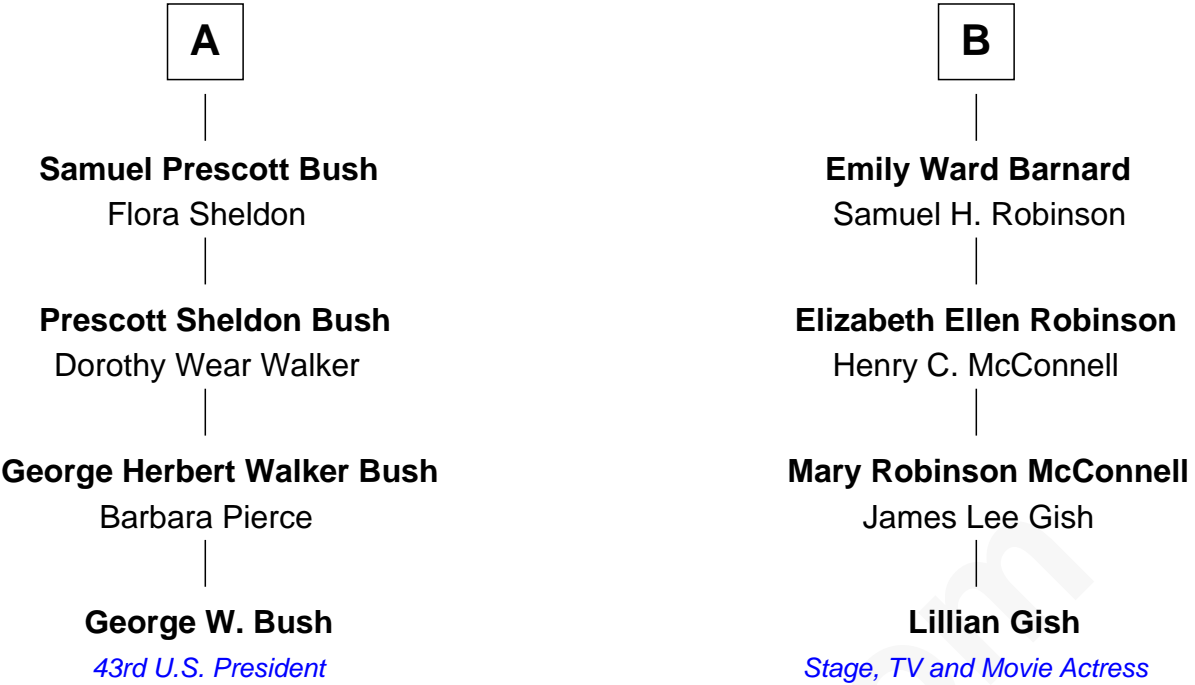 A
Samuel Prescott Bush
Flora Sheldon
Prescott Sheldon Bush
Dorothy Wear Walker
George Herbert Walker Bush
Barbara Pierce
George W. Bush
43rd U.S. President
B
Emily Ward Barnard
Samuel H. Robinson
Elizabeth Ellen Robinson
Henry C. McConnell
Mary Robinson McConnell
James Lee Gish
Lillian Gish
Stage, TV and Movie Actress